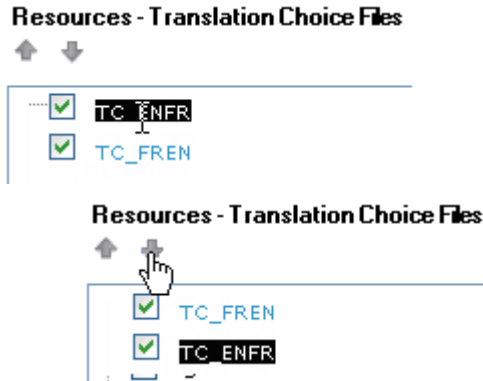 Resources - Translation Choice Files
TC_ENFR
TC_FREN
Resources - Translation Choice Files
TC_FREN
TC_ENFR